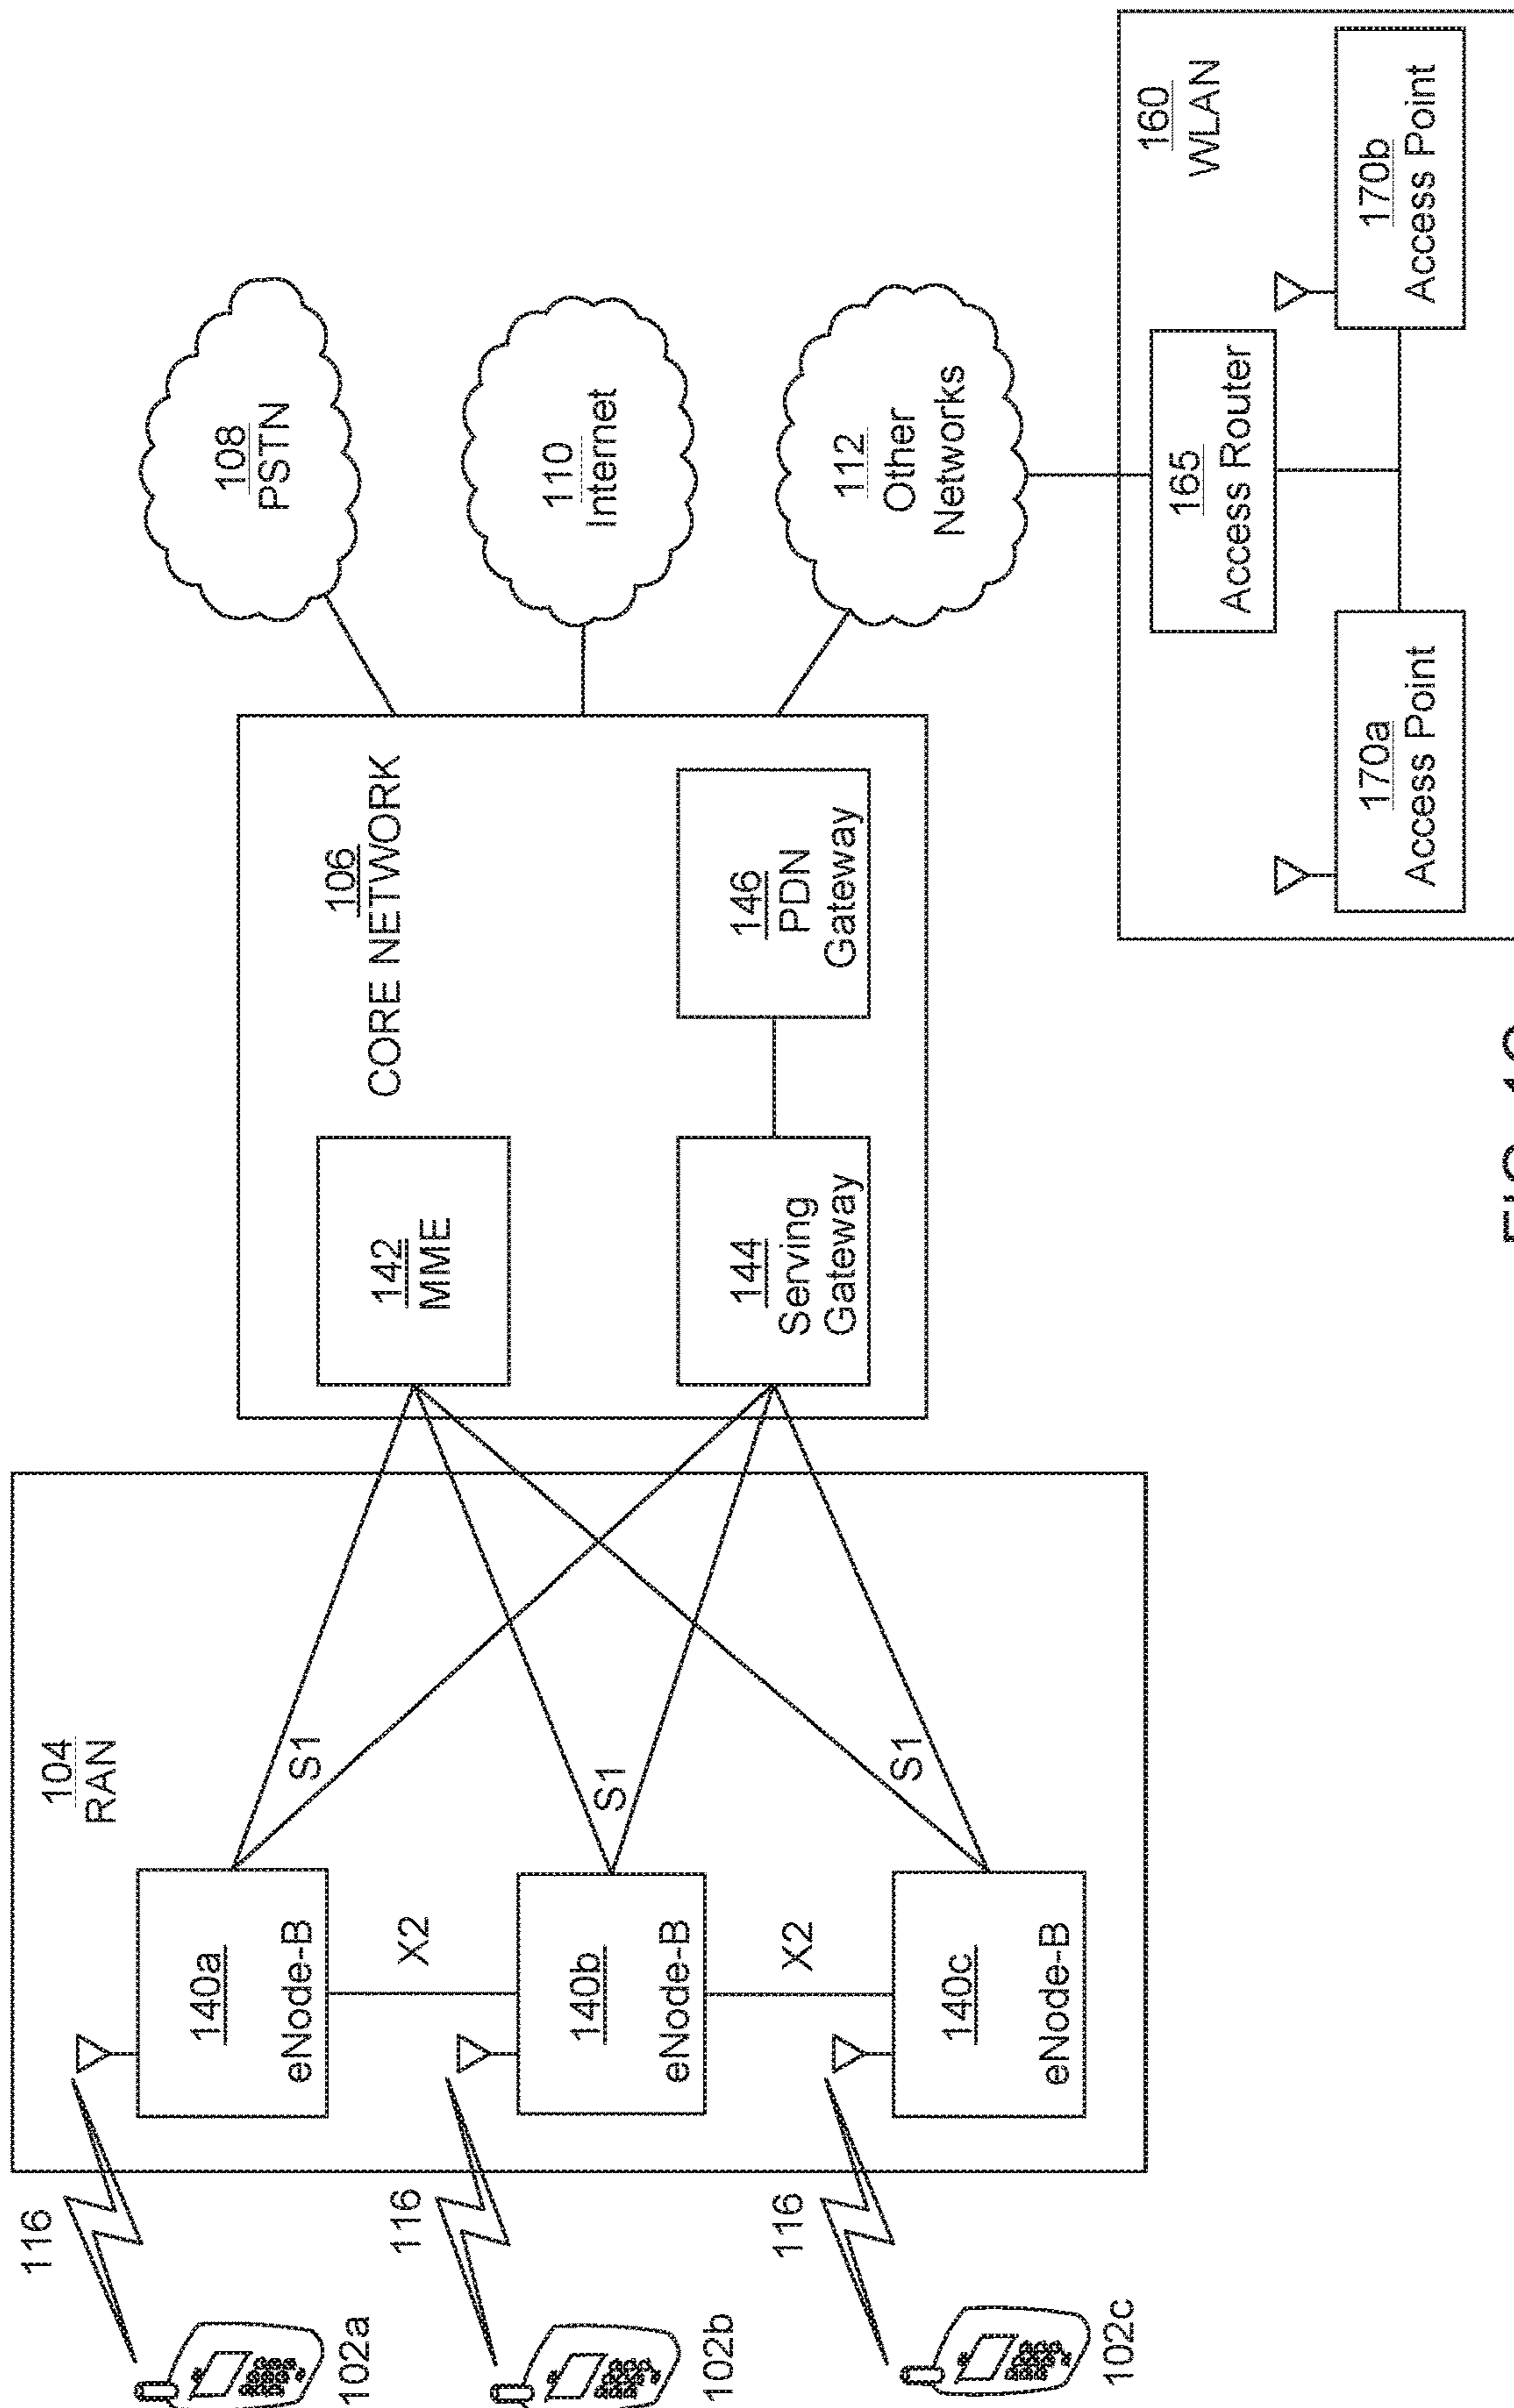 116
104
RAN
102a
140a
eNode-B
S1
X2
116
102b
140b
eNode-B
S1
X2
116
102c
140c
eNode-B
S1
106
CORE NETWORK
142
MME
144
Serving
Gateway
146
PDN
Gateway
108
PSTN
110
Internet
112
Other
Networks
160
WLAN
165
Access Router
170a
Access Point
170b
Access Point